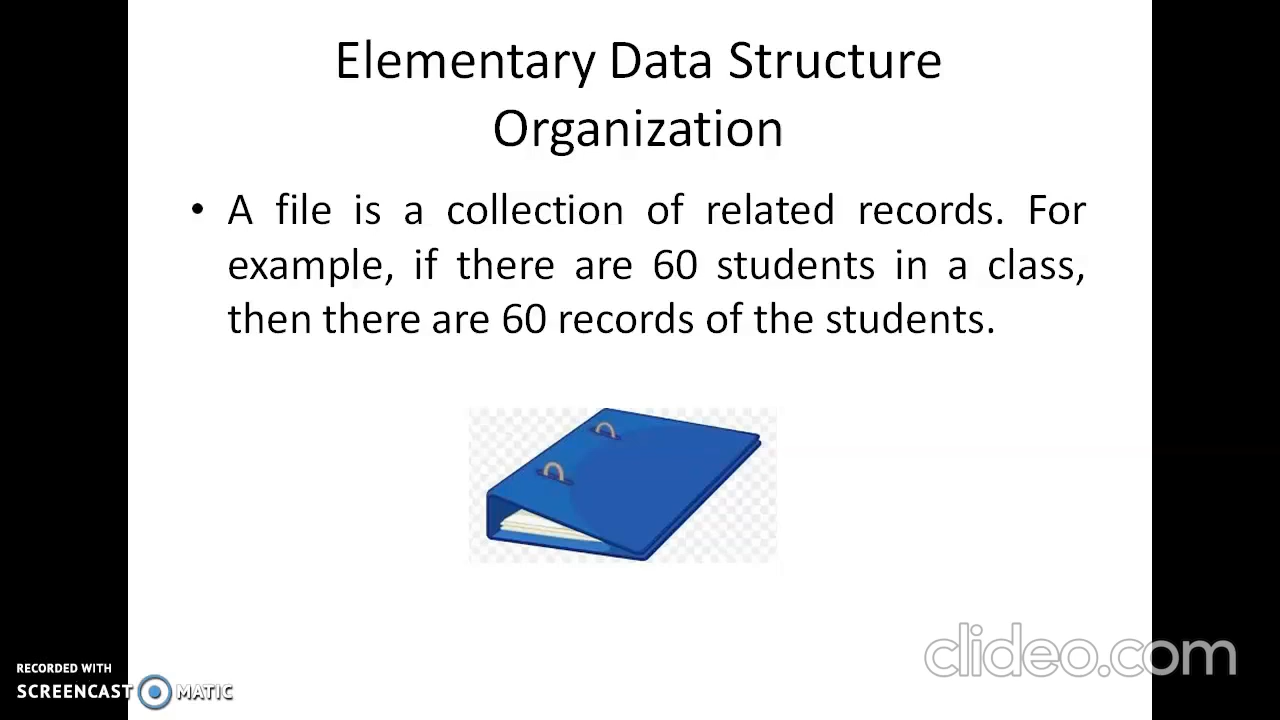 Elementary Data Structure
Organization
• A file is a collection of related records. For
example, if there are 60 students in a class,
then there are 60 records of the students.
clideo.com
RECORDED WITH
SCREENCAST MATIC